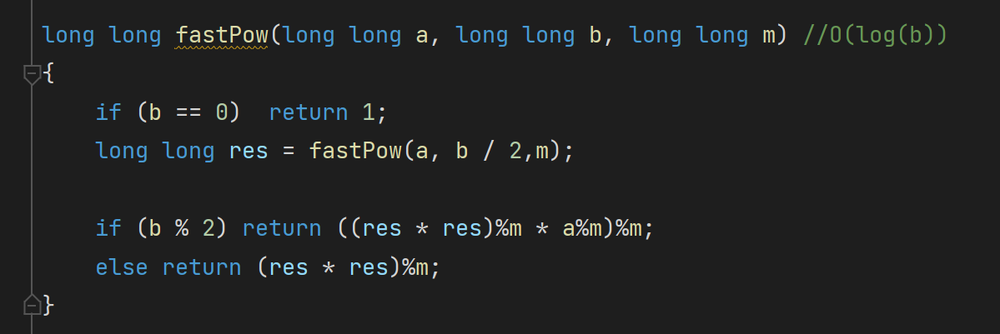 long long fastPow(long long a, long long b, long long m) //O(log(b))
{
if (b == 0)  return 1;
long long res = fastPow(a, b / 2,m);
if (b % 2) return ((res * res)%m * a%m)%m;
else return (res * res)%m;
}